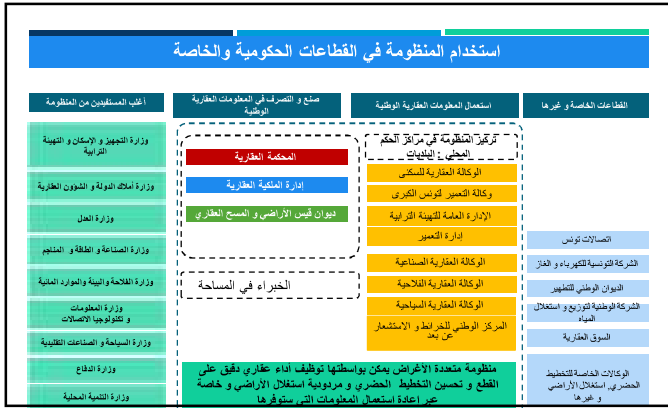 استخدام المنظومة في القطاعات الحكومية والخاصة
القطاعات الخاصة و غيرها
استعمال المعلومات العقارية الوطنية
صنع و التصرف في المعلومات العقارية
الوطنية
أغلب المستفيدين من المنظومة
اتصالات تونس
الشركة التونسية للكهرباء و الغاز
الديوان الوطني للتطهير
الشركة الوطنية لتوزيع و استغلال
المياه
السوق العقارية
الوكالات الخاصة للتخطيط
الحضري, استغلال الأراضي
و غيرها
تركيز المنظومة في مراكز الحكم
المحلي : البلديات
الوكالة العقارية للسكنى
وكالة التعمير لتونس الكبرى
الإدارة العامة للتهيئة الترابية
إدارة التعمير
الوكالة العقارية الصناعية
الوكالة العقارية الفلاحية
الوكالة العقارية السياحية
المركز الوطني للخرائط و الاستشعار
عن بعد
المحكمة العقارية
إدارة الملكية العقارية
ديوان قيس الأراضي و المسح العقاري
الخبراء في المساحة
منظومة متعددة الأغراض يمكن بواسطتها توظيف أداء عقاري دقيق على
القطع و تحسين التخطيط الحضري و مردودية استغلال الأراضي و خاصة
عبر إعادة استعمال المعلومات التي ستوفرها
وزارة التجهيز و الإسكان و التهيئة
الترابية
وزارة أملاك الدولة و الشؤون العقارية
وزارة العدل
وزارة الصناعة و الطاقة و المناجم
وزارة الفلاحة والبيئة والموارد المائية
وزارة المعلومات
و تكنولوجيا الاتصالات
وزارة السياحة و الصناعات التقليدية
وزارة الدفاع
وزارة التنمية المحلية